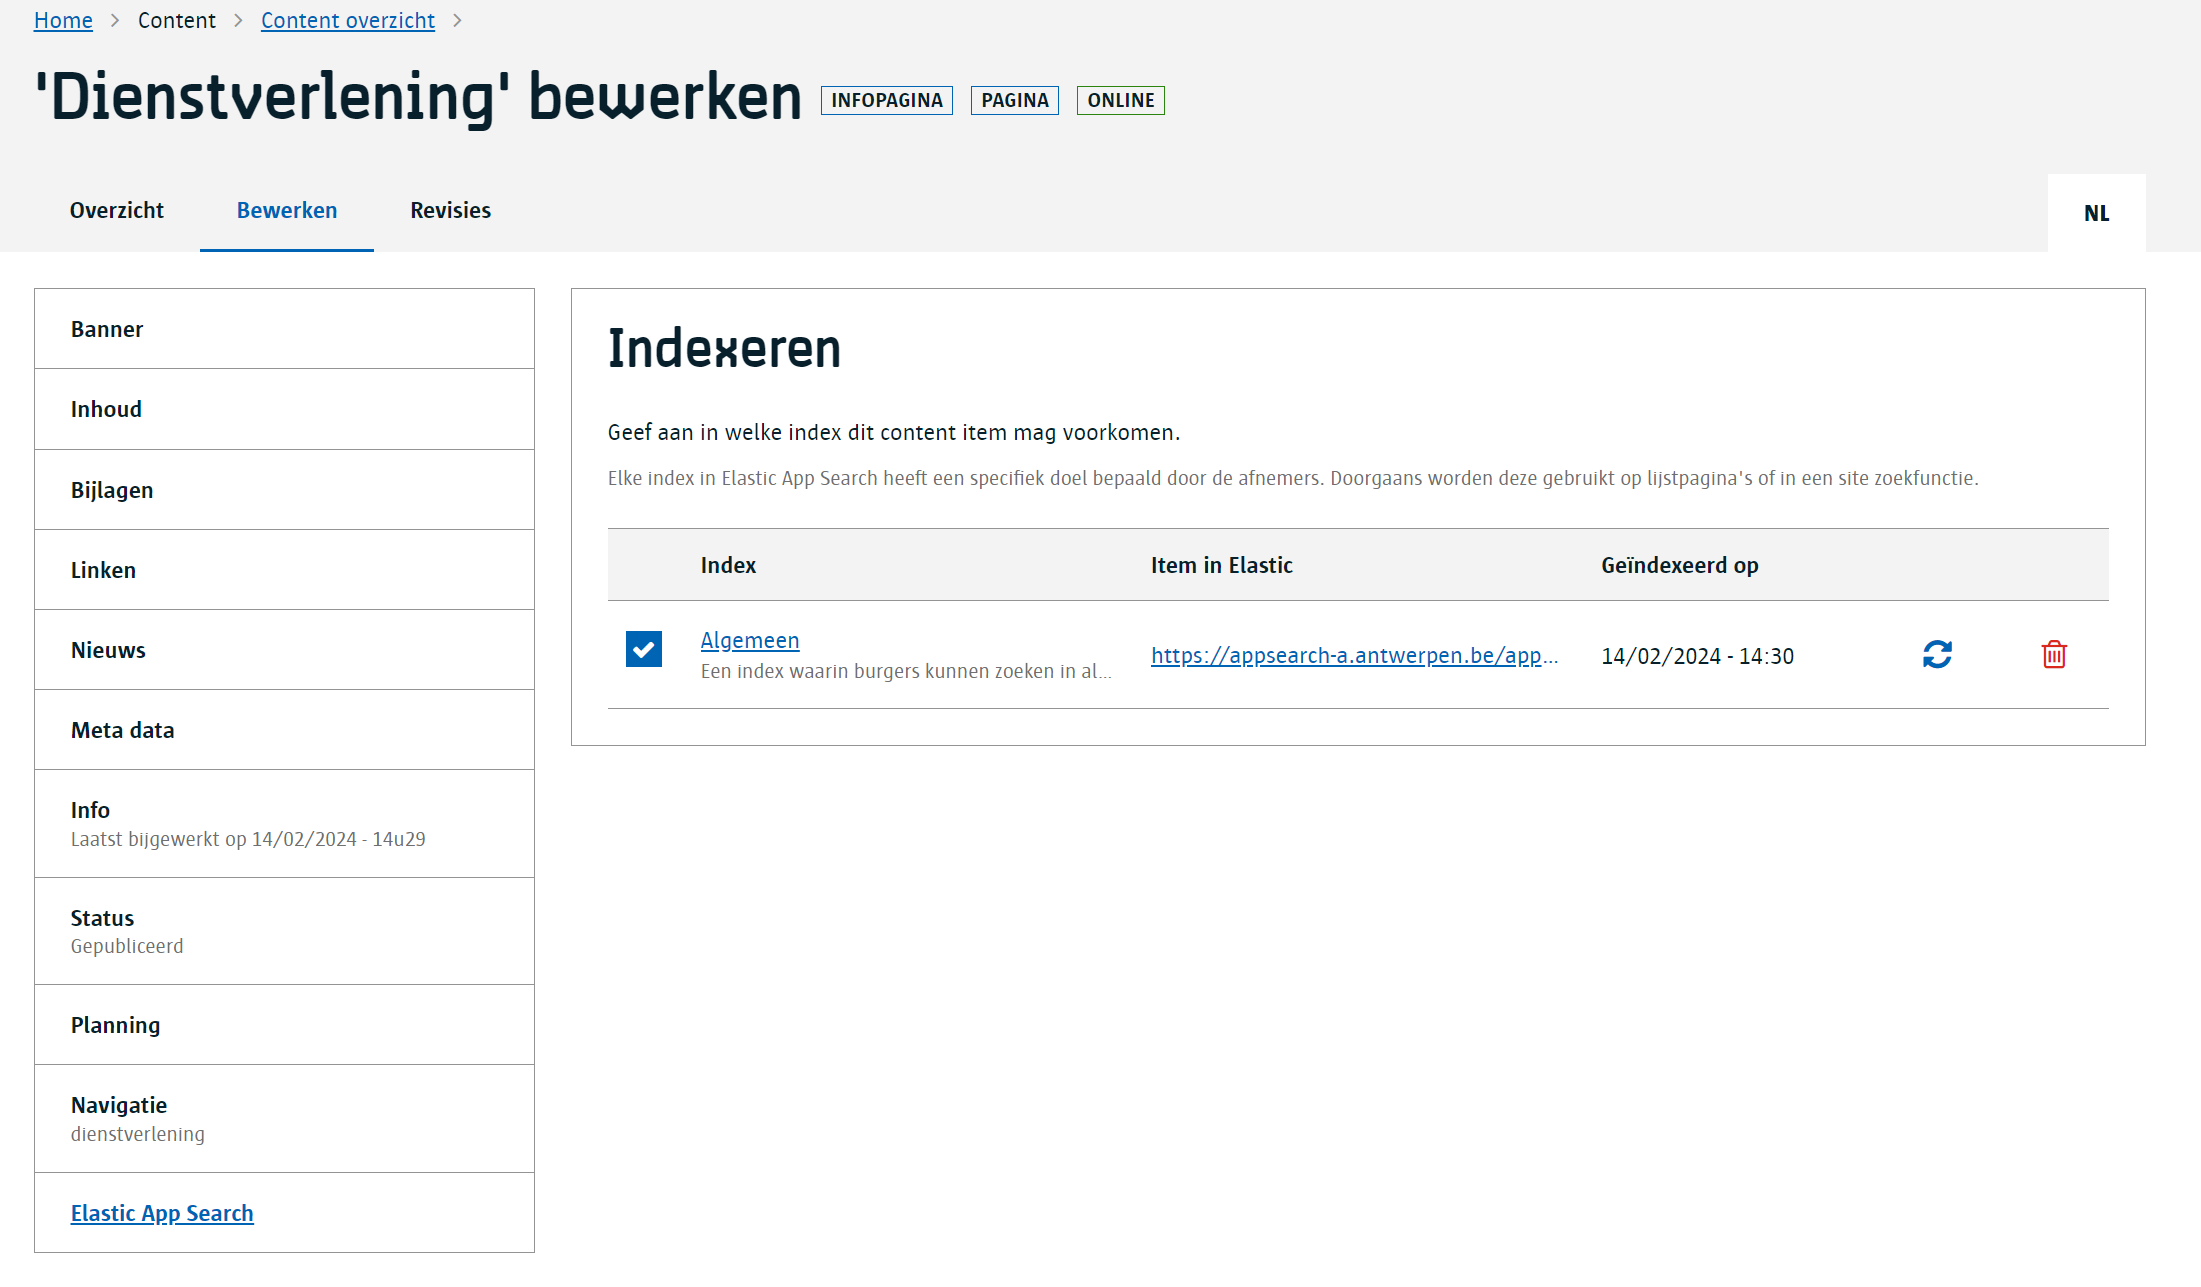 Home > Content > Content overzicht >
'Dienstverlening' bewerken INFOPAGINA PAGINA ONLINE
Overzicht Bewerken Revisies NL
Banner
Inhoud
Bijlagen
Linken
Nieuws
Meta data
Info
Laatst bijgewerkt op 14/02/2024 - 14u29
Status
Gepubliceerd
Planning
Navigatie
dienstverlening
Elastic App Search
Indexeren
Geef aan in welke index dit content item mag voorkomen.
Elke index in Elastic App Search heeft een specifiek doel bepaald door de afnemers. Doorgaans worden deze gebruikt op lijstpagina's of in een site zoekfunctie.
Index Item in Elastic Geïndexeerd op
Algemeen
Een index waarin burgers kunnen zoeken in al...
https://appsearch-a.antwerpen.be/app... 14/02/2024 - 14:30